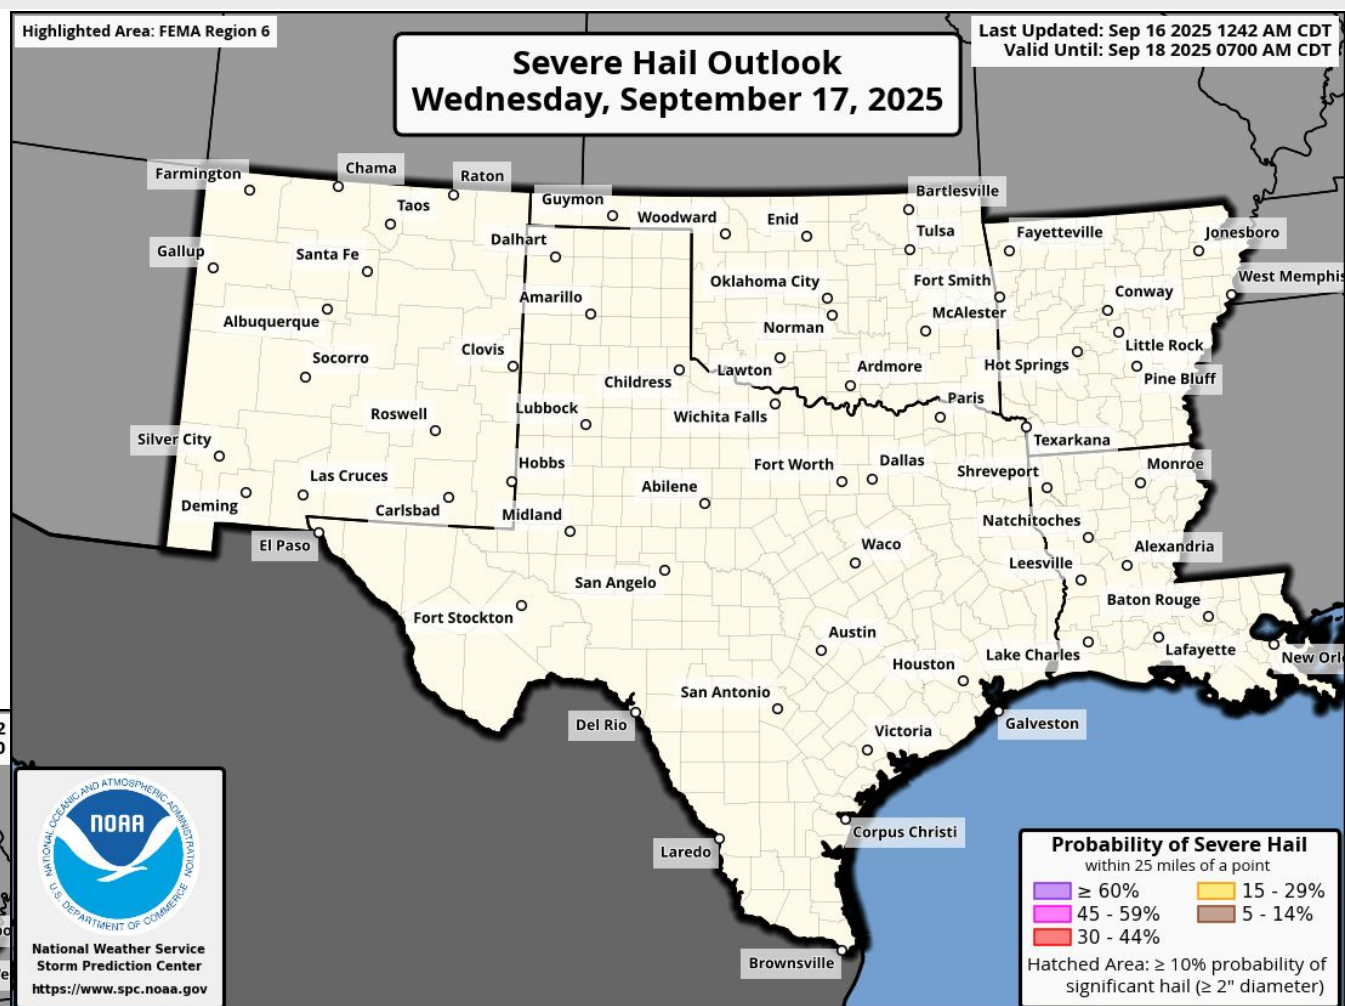 Highlighted Area: FEMA Region 6
Last Updated: Sep 16 2025 1242 AM CDT
Valid Until: Sep 18 2025 0700 AM CDT
Severe Hail Outlook
Wednesday, September 17, 2025
Farmington
Chama
Raton
Taos
Guymon
Woodward
Enid
Bartlesville
Tulsa
Fayetteville
Jonesboro
Gallup
Santa Fe
Dalhart
West Memphis
Oklahoma City
Fort Smith
Conway
Amarillo
Albuquerque
Norman
McAlester
Little Rock
Socorro
Clovis
Childress
Lawton
Ardmore
Hot Springs
Pine Bluff
Roswell
Lubbock
Wichita Falls
Paris
Silver City
Texarkana
Las Cruces
Hobbs
Fort Worth
Dallas
Shreveport
Monroe
Abilene
Deming
Carlsbad
Midland
Natchitoches
El Paso
Waco
Alexandria
San Angelo
Leesville
Fort Stockton
Baton Rouge
Austin
Lake Charles
Lafayette
New Orl
Houston
San Antonio
Del Rio
Victoria
Galveston
Corpus Christi
Laredo
Brownsville
NATIONAL OCEANIC AND ATMOSPHERIC ADMINISTRATION
NOAA
U.S. DEPARTMENT OF COMMERCE
National Weather Service
Storm Prediction Center
https://www.spc.noaa.gov
Probability of Severe Hail
within 25 miles of a point
≥ 60%
15 - 29%
45 - 59%
5 - 14%
30 - 44%
Hatched Area: ≥ 10% probability of
significant hail (≥ 2" diameter)